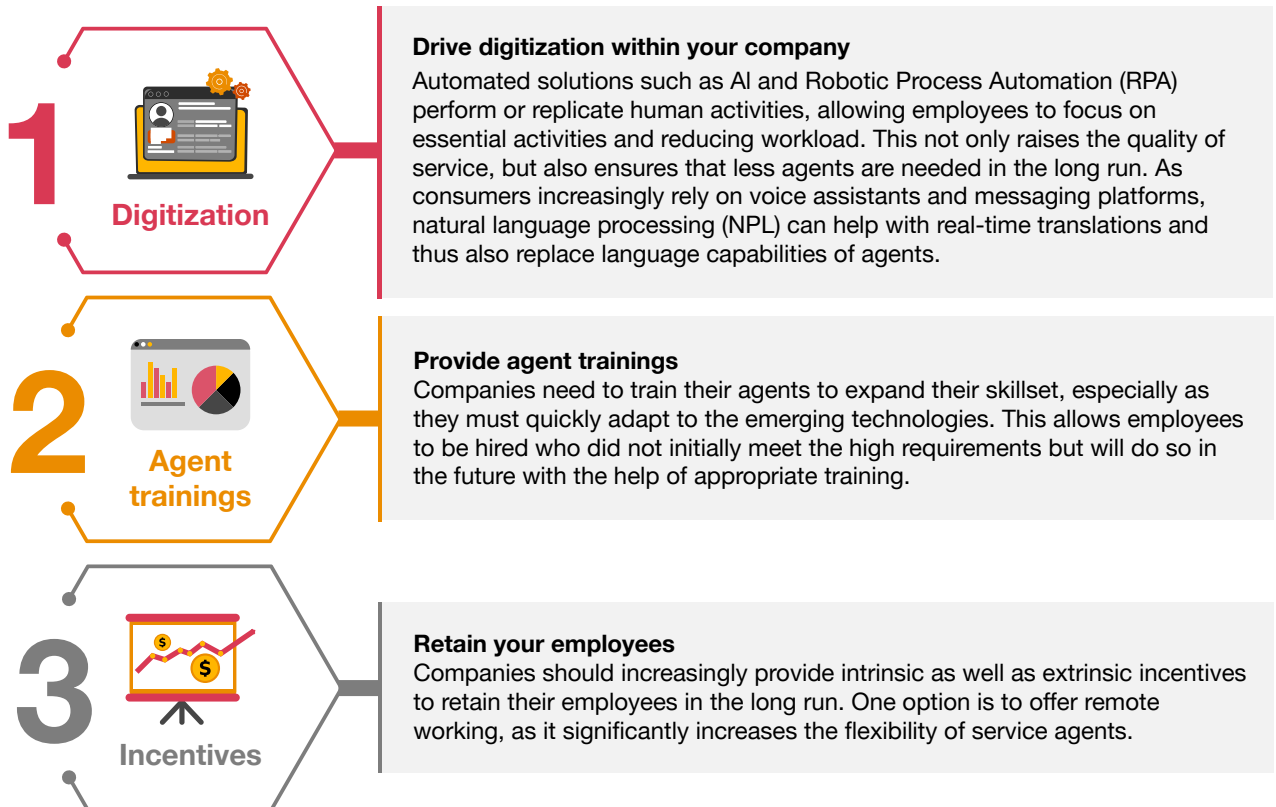 1
Digitization
Drive digitization within your company
Automated solutions such as AI and Robotic Process Automation (RPA)
perform or replicate human activities, allowing employees to focus on
essential activities and reducing workload. This not only raises the quality of
service, but also ensures that less agents are needed in the long run. As
consumers increasingly rely on voice assistants and messaging platforms,
natural language processing (NPL) can help with real-time translations and
thus also replace language capabilities of agents.
2
Agent
trainings
Provide agent trainings
Companies need to train their agents to expand their skillset, especially as
they must quickly adapt to the emerging technologies. This allows employees
to be hired who did not initially meet the high requirements but will do so in
the future with the help of appropriate training.
3
$
$
Incentives
Retain your employees
Companies should increasingly provide intrinsic as well as extrinsic incentives
to retain their employees in the long run. One option is to offer remote
working, as it significantly increases the flexibility of service agents.